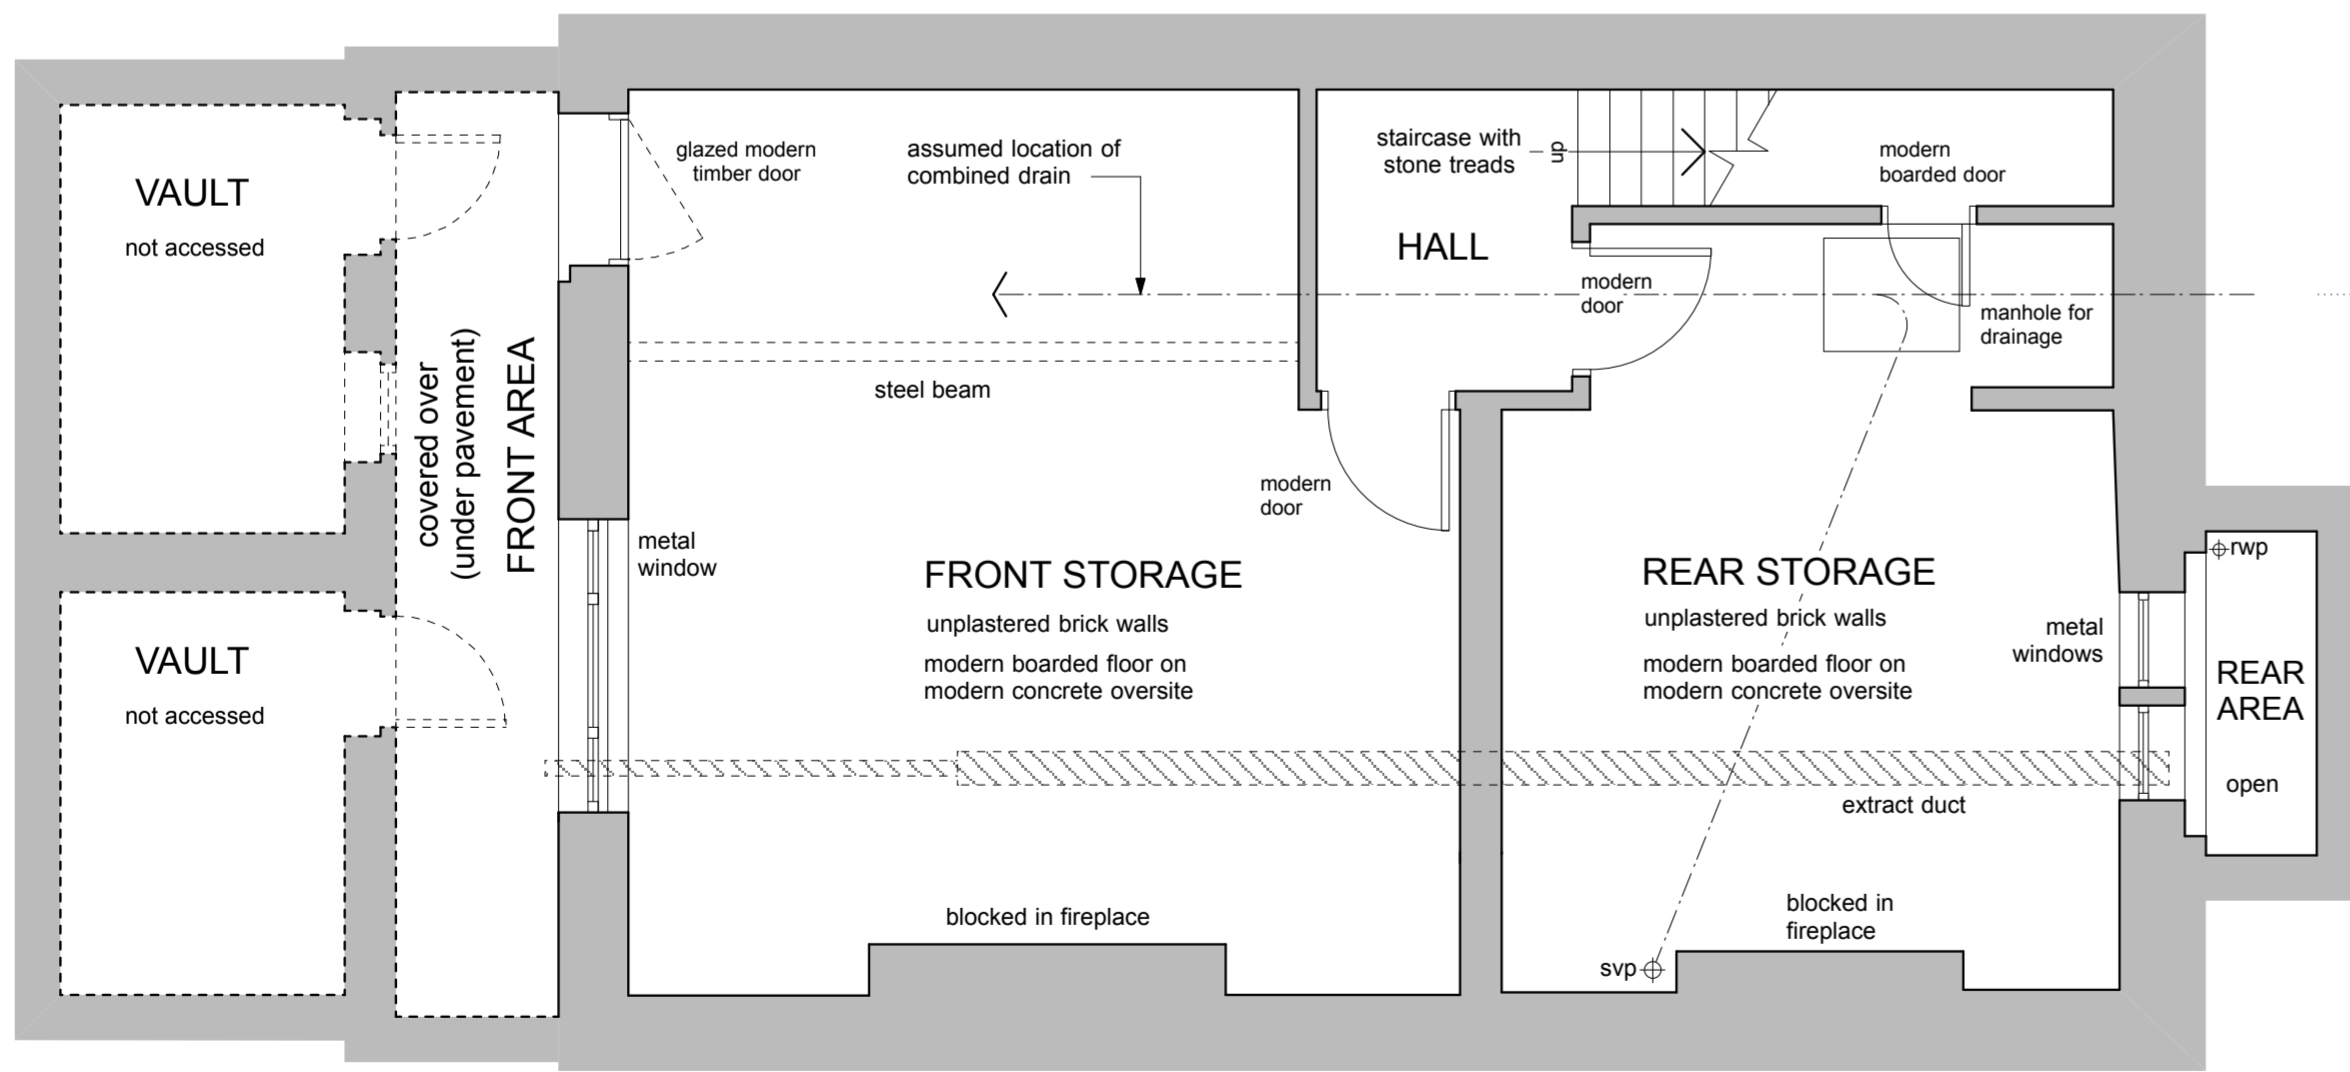 VAULT
not accessed
VAULT
not accessed
covered over
(under pavement)
FRONT AREA
glazed modern
timber door
assumed location of
combined drain
steel beam
metal
window
FRONT STORAGE
unplastered brick walls
modern boarded floor on
modern concrete oversite
blocked in fireplace
staircase with
stone treads
dn
HALL
modern
door
modern
door
modern
boarded door
manhole for
drainage
REAR STORAGE
unplastered brick walls
modern boarded floor on
modern concrete oversite
metal
windows
extract duct
blocked in
fireplace
svp
rwp
REAR
AREA
open